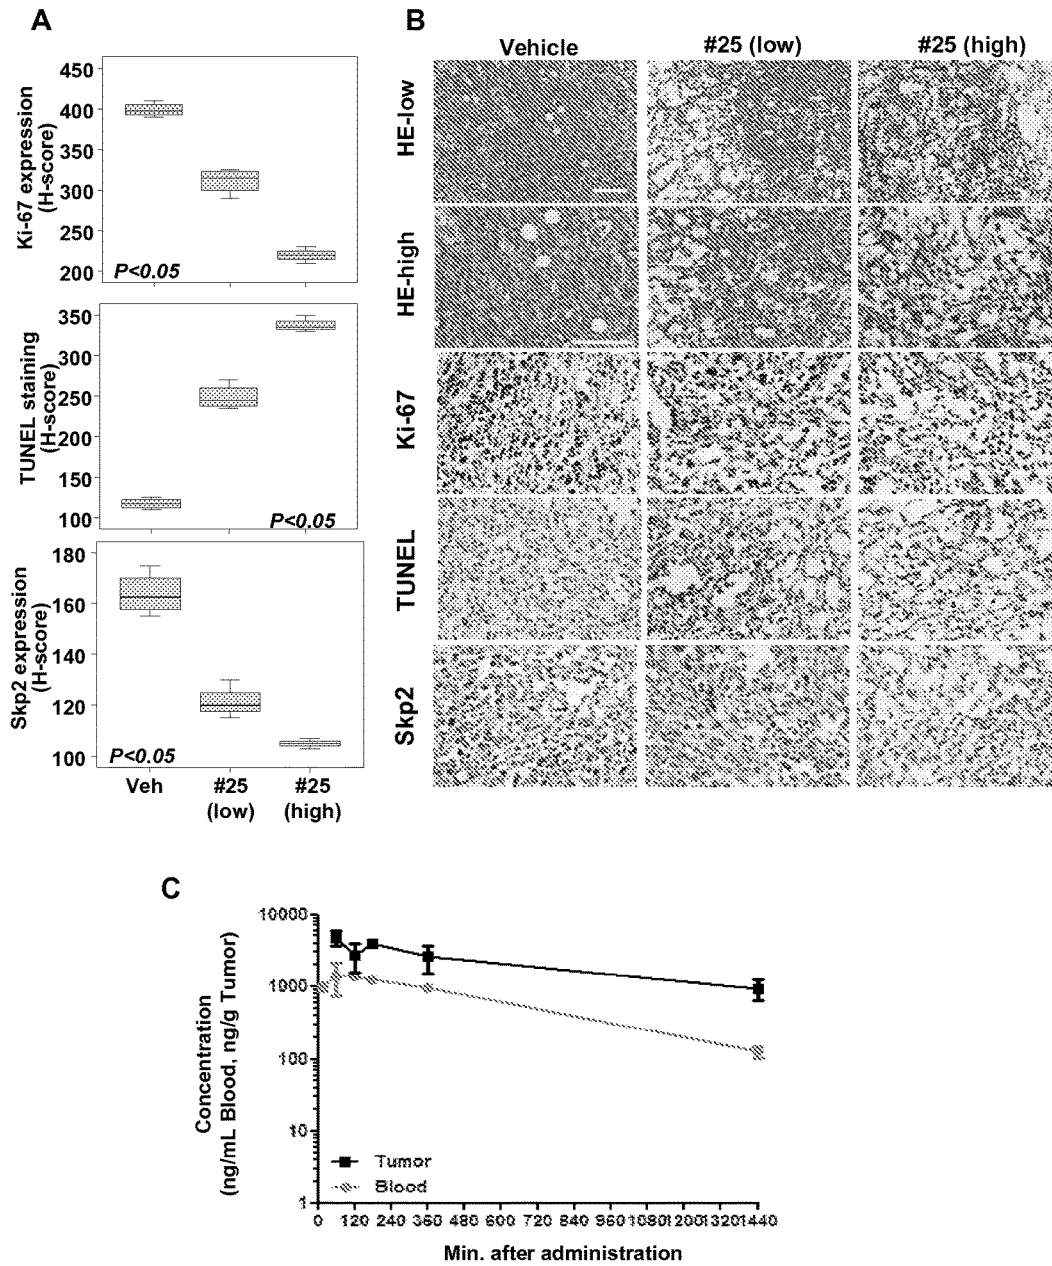 A
B
Vehicle
#25 (low)
#25 (high)
450
400
350
300
250
200
Ki-67 expression
(H-score)
P<0.05
350
300
250
200
150
100
TUNEL staining
(H-score)
P<0.05
180
160
140
120
100
Skp2 expression
(H-score)
P<0.05
Veh
#25
(low)
#25
(high)
HE-low
HE-high
Ki-67
TUNEL
Skp2
C
10000
1000
100
10
1
Concentration
(ng/mL Blood, ng/g Tumor)
Tumor
Blood
0 120 240 360 480 600 720 840 960 1080 1200 1320 1440
Min. after administration